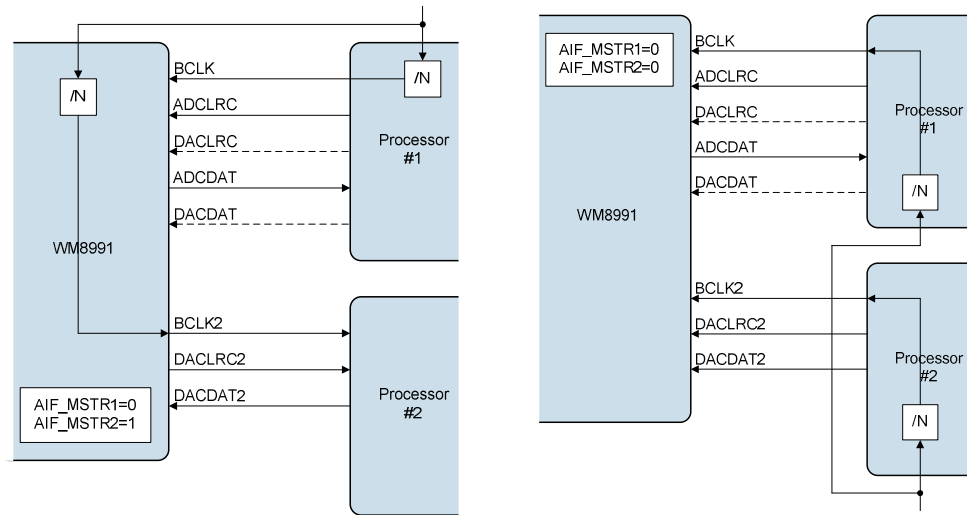 /N
/N
BCLK
ADCLRC
DACLRC
ADCDAT
DACDAT
Processor
#1
WM8991
BCLK2
DACLRC2
DACDAT2
Processor
#2
AIF_MSTR1=0
AIF_MSTR2=1
AIF_MSTR1=0
AIF_MSTR2=0
BCLK
ADCLRC
DACLRC
ADCDAT
DACDAT
Processor
#1
/N
WM8991
BCLK2
DACLRC2
DACDAT2
Processor
#2
/N